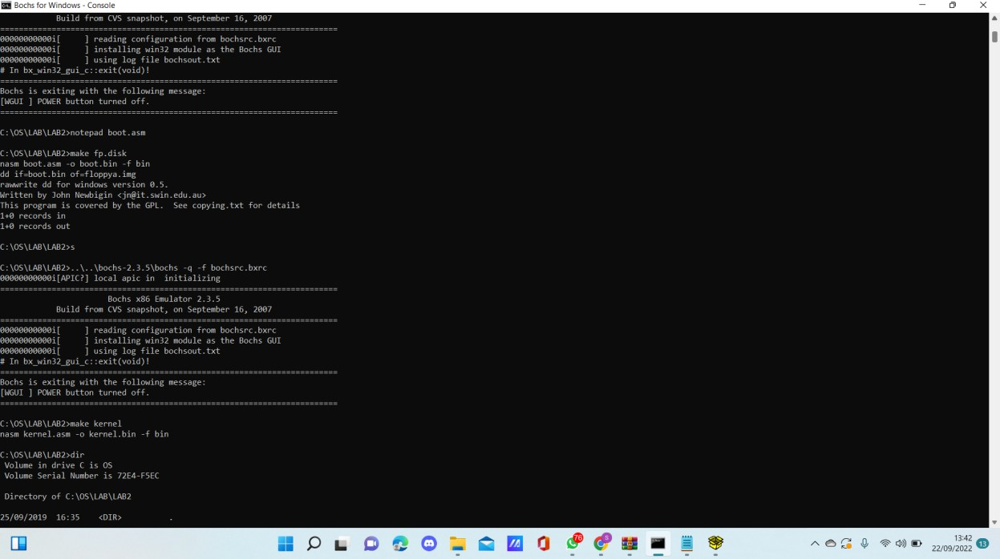 Bochs for Windows - Console
Build from CVS snapshot, on September 16, 2007
========================================================================
00000000000i[     ] reading configuration from bochsrc.bxrc
00000000000i[     ] installing win32 module as the Bochs GUI
00000000000i[     ] using log file bochsout.txt
# In bx_win32_gui_c::exit(void)!
========================================================================
Bochs is exiting with the following message:
[WGUI ] POWER button turned off.
========================================================================
C:\OS\LAB\LAB2>notepad boot.asm
C:\OS\LAB\LAB2>make fp.disk
nasm boot.asm -o boot.bin -f bin
dd if=boot.bin of=floppya.img
rawwrite dd for windows version 0.5.
Written by John Newbigin <jn@it.swin.edu.au>
This program is covered by the GPL.  See copying.txt for details
1+0 records in
1+0 records out
C:\OS\LAB\LAB2>s
C:\OS\LAB\LAB2>..\..\bochs-2.3.5\bochs -q -f bochsrc.bxrc
00000000000i[APIC?] local apic in  initializing
========================================================================
Bochs x86 Emulator 2.3.5
Build from CVS snapshot, on September 16, 2007
========================================================================
00000000000i[     ] reading configuration from bochsrc.bxrc
00000000000i[     ] installing win32 module as the Bochs GUI
00000000000i[     ] using log file bochsout.txt
# In bx_win32_gui_c::exit(void)!
========================================================================
Bochs is exiting with the following message:
[WGUI ] POWER button turned off.
========================================================================
C:\OS\LAB\LAB2>make kernel
nasm kernel.asm -o kernel.bin -f bin
C:\OS\LAB\LAB2>dir
Volume in drive C is OS
Volume Serial Number is 72E4-F5EC
Directory of C:\OS\LAB\LAB2
25/09/2019  16:35    <DIR>          .
76
S
13:42
22/09/2022
13